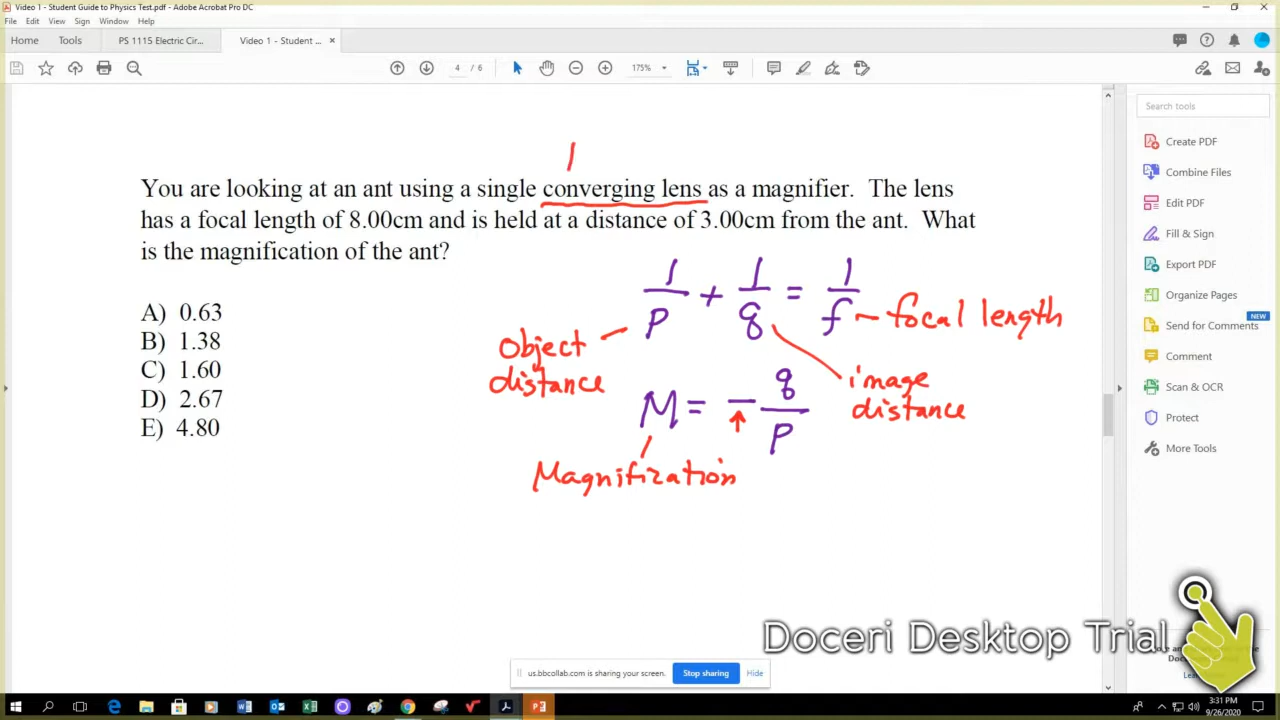 Video 1 - Student Guide to Physics Test.pdf - Adobe Acrobat Pro DC
File Edit View Sign Window Help
Home Tools PS 1115 Electric Cir... Video 1 - Student ... ×
4 / 6 175%
Search tools
Create PDF
Combine Files
Edit PDF
Fill & Sign
Export PDF
Organize Pages
NEW
Send for Comments
Comment
Scan & OCR
Protect
More Tools
You are looking at an ant using a single converging lens as a magnifier. The lens
has a focal length of 8.00cm and is held at a distance of 3.00cm from the ant. What
is the magnification of the ant?
A) 0.63
B) 1.38
C) 1.60
D) 2.67
E) 4.80
1/p + 1/q = 1/f
focal length
object
distance
image
distance
M = - q/p
Magnification
Doceri Desktop Trial
us.bbcollab.com is sharing your screen. Stop sharing Hide
3:31 PM
9/26/2020